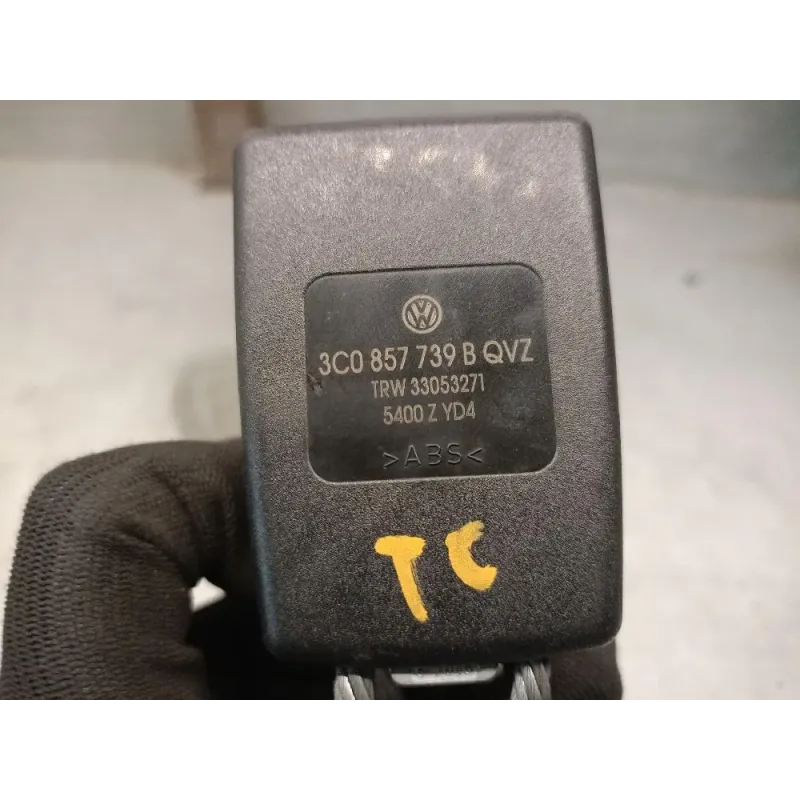 3C0 857 739 B QVZ
TRW 33053271
5400 Z YD4
>ABS<
TC